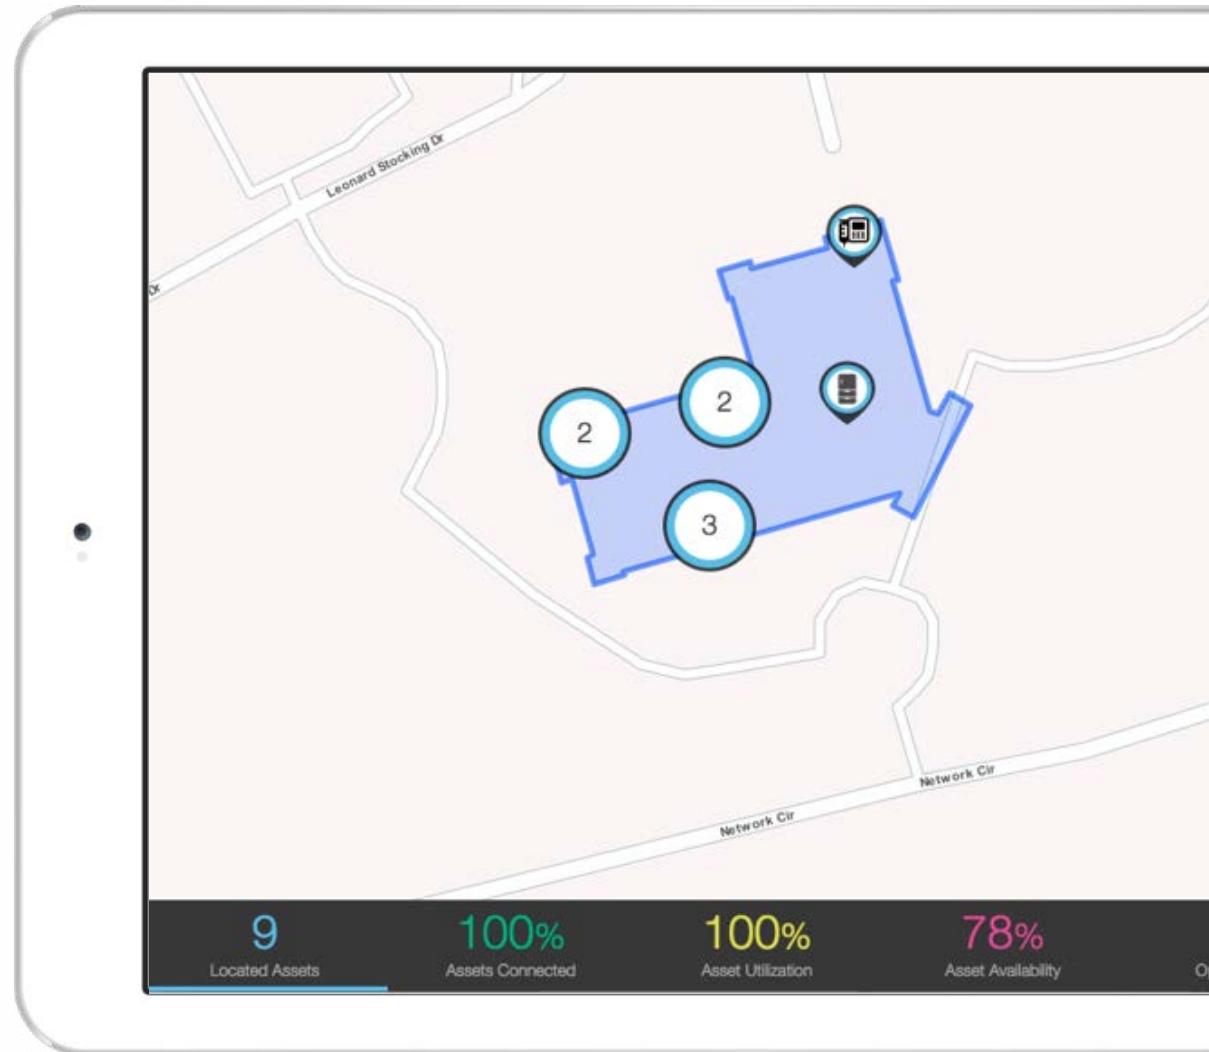 Leonard Stocking Dr
Dr
2
2
3
Network Cir
Network Cir
9
Located Assets
100%
Assets Connected
100%
Asset Utilization
78%
Asset Availability